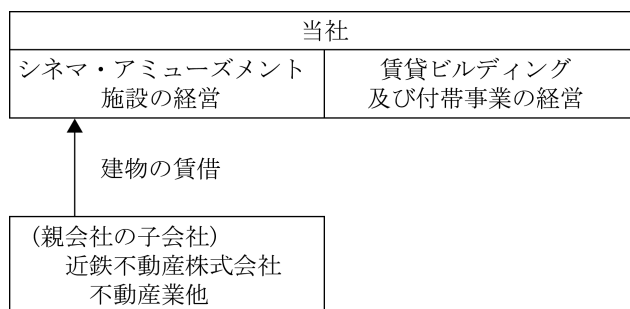 当社
シネマ・アミューズメント
施設の経営
賃貸ビルディング
及び付帯事業の経営
建物の賃借
(親会社の子会社)
近鉄不動産株式会社
不動産業他